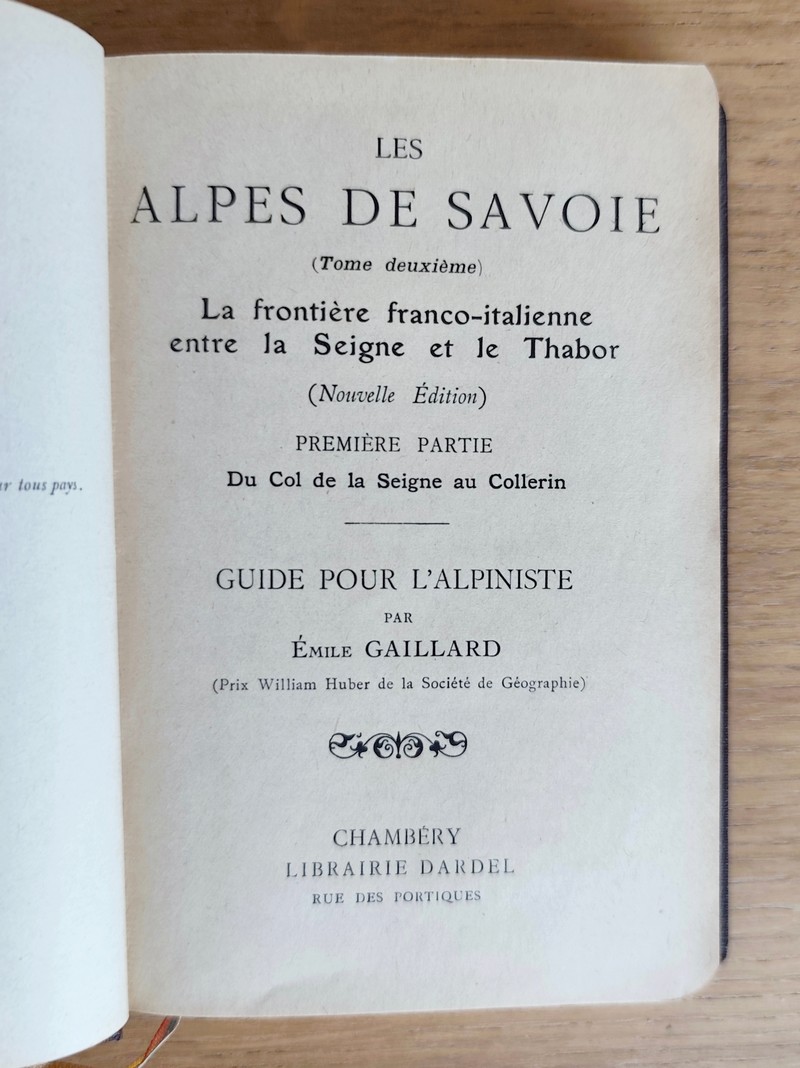 LES
ALPES DE SAVOIE
(Tome deuxième)
La frontière franco-italienne
entre la Seigne et le Thabor
(Nouvelle Édition)
PREMIÈRE PARTIE
Du Col de la Seigne au Collerin
GUIDE POUR L'ALPINISTE
PAR
ÉMILE GAILLARD
(Prix William Huber de la Société de Géographie)
CHAMBÉRY
LIBRAIRIE DARDEL
RUE DES PORTIQUES
tous pays.